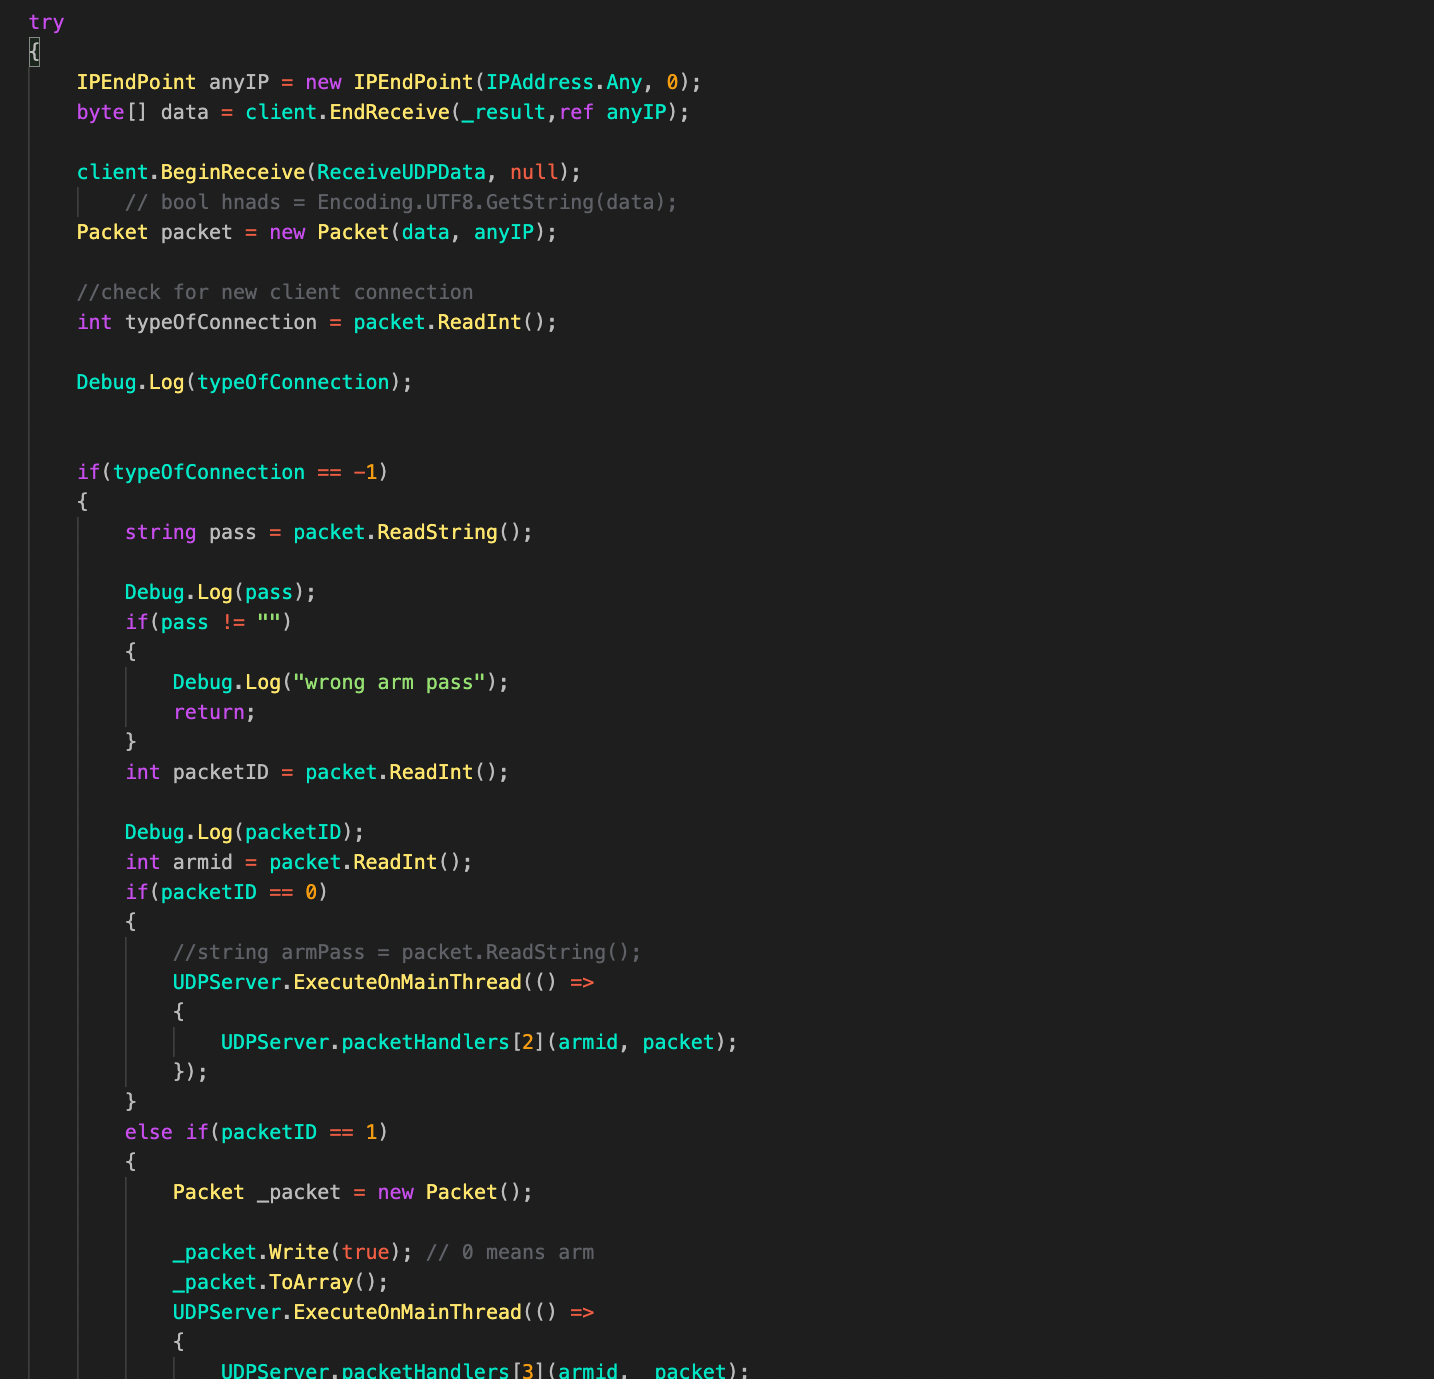 try
{
IPEndPoint anyIP = new IPEndPoint(IPAddress.Any, 0);
byte[] data = client.EndReceive(_result,ref anyIP);
client.BeginReceive(ReceiveUDPData, null);
// bool hnads = Encoding.UTF8.GetString(data);
Packet packet = new Packet(data, anyIP);
//check for new client connection
int typeOfConnection = packet.ReadInt();
Debug.Log(typeOfConnection);
if(typeOfConnection == -1)
{
string pass = packet.ReadString();
Debug.Log(pass);
if(pass != "")
{
Debug.Log("wrong arm pass");
return;
}
int packetID = packet.ReadInt();
Debug.Log(packetID);
int armid = packet.ReadInt();
if(packetID == 0)
{
//string armPass = packet.ReadString();
UDPServer.ExecuteOnMainThread(() =>
{
UDPServer.packetHandlers[2](armid, packet);
});
}
else if(packetID == 1)
{
Packet _packet = new Packet();
_packet.Write(true); // 0 means arm
_packet.ToArray();
UDPServer.ExecuteOnMainThread(() =>
{
UDPServer.packetHandlers[3](armid, _packet);